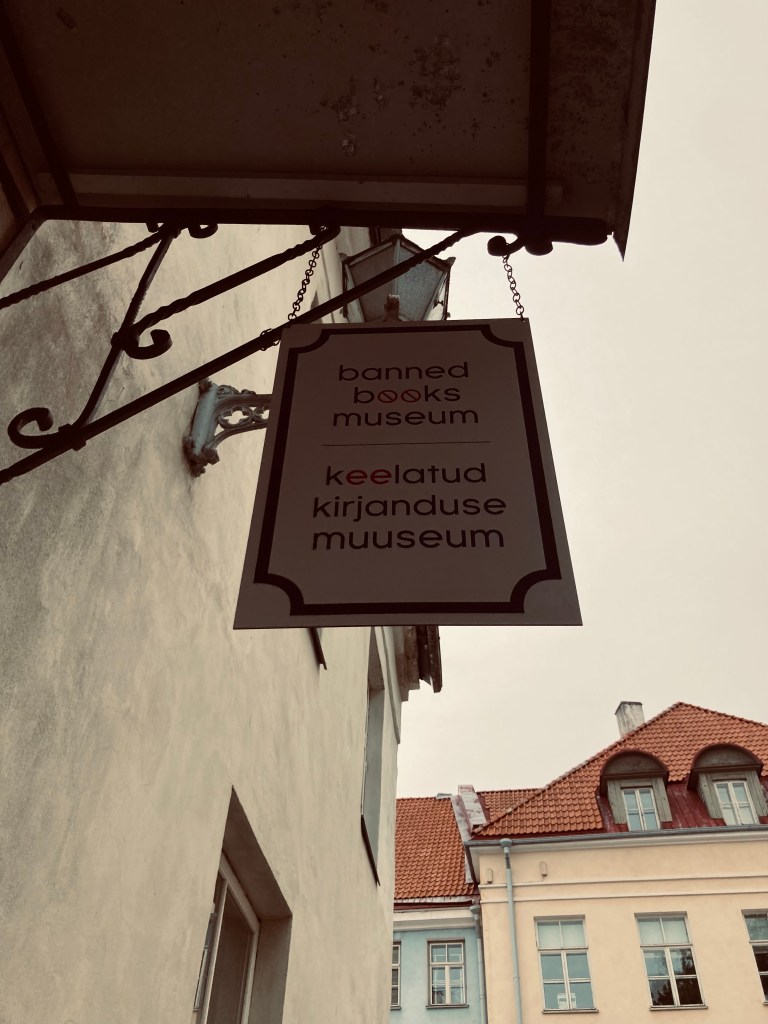 banned
books
museum
keelatud
kirjanduse
muuseum